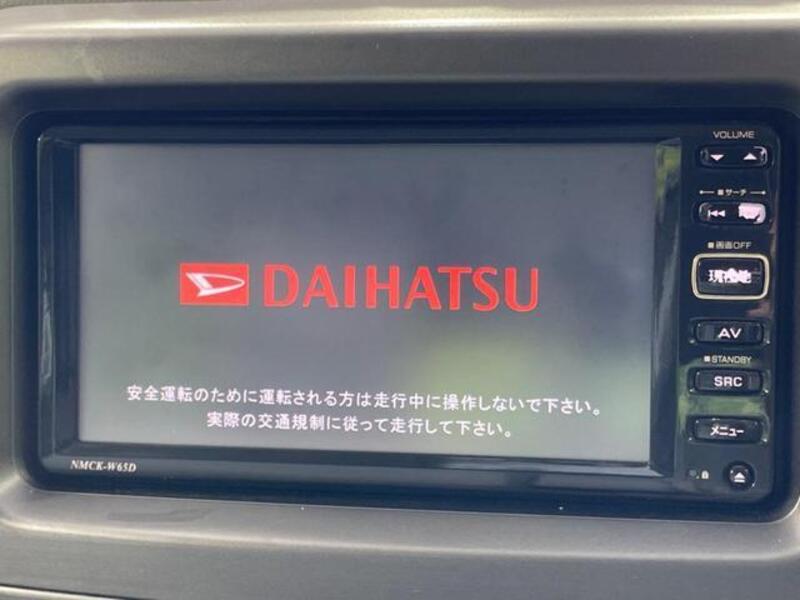 VOLUME
サーチ
画面OFF
DAIHATSU
AV
STANDBY
SRC
安全運転のために運転される方は走行中に操作しないで下さい。
実際の交通規制に従って走行して下さい。
メニュー
NMCK-W65D